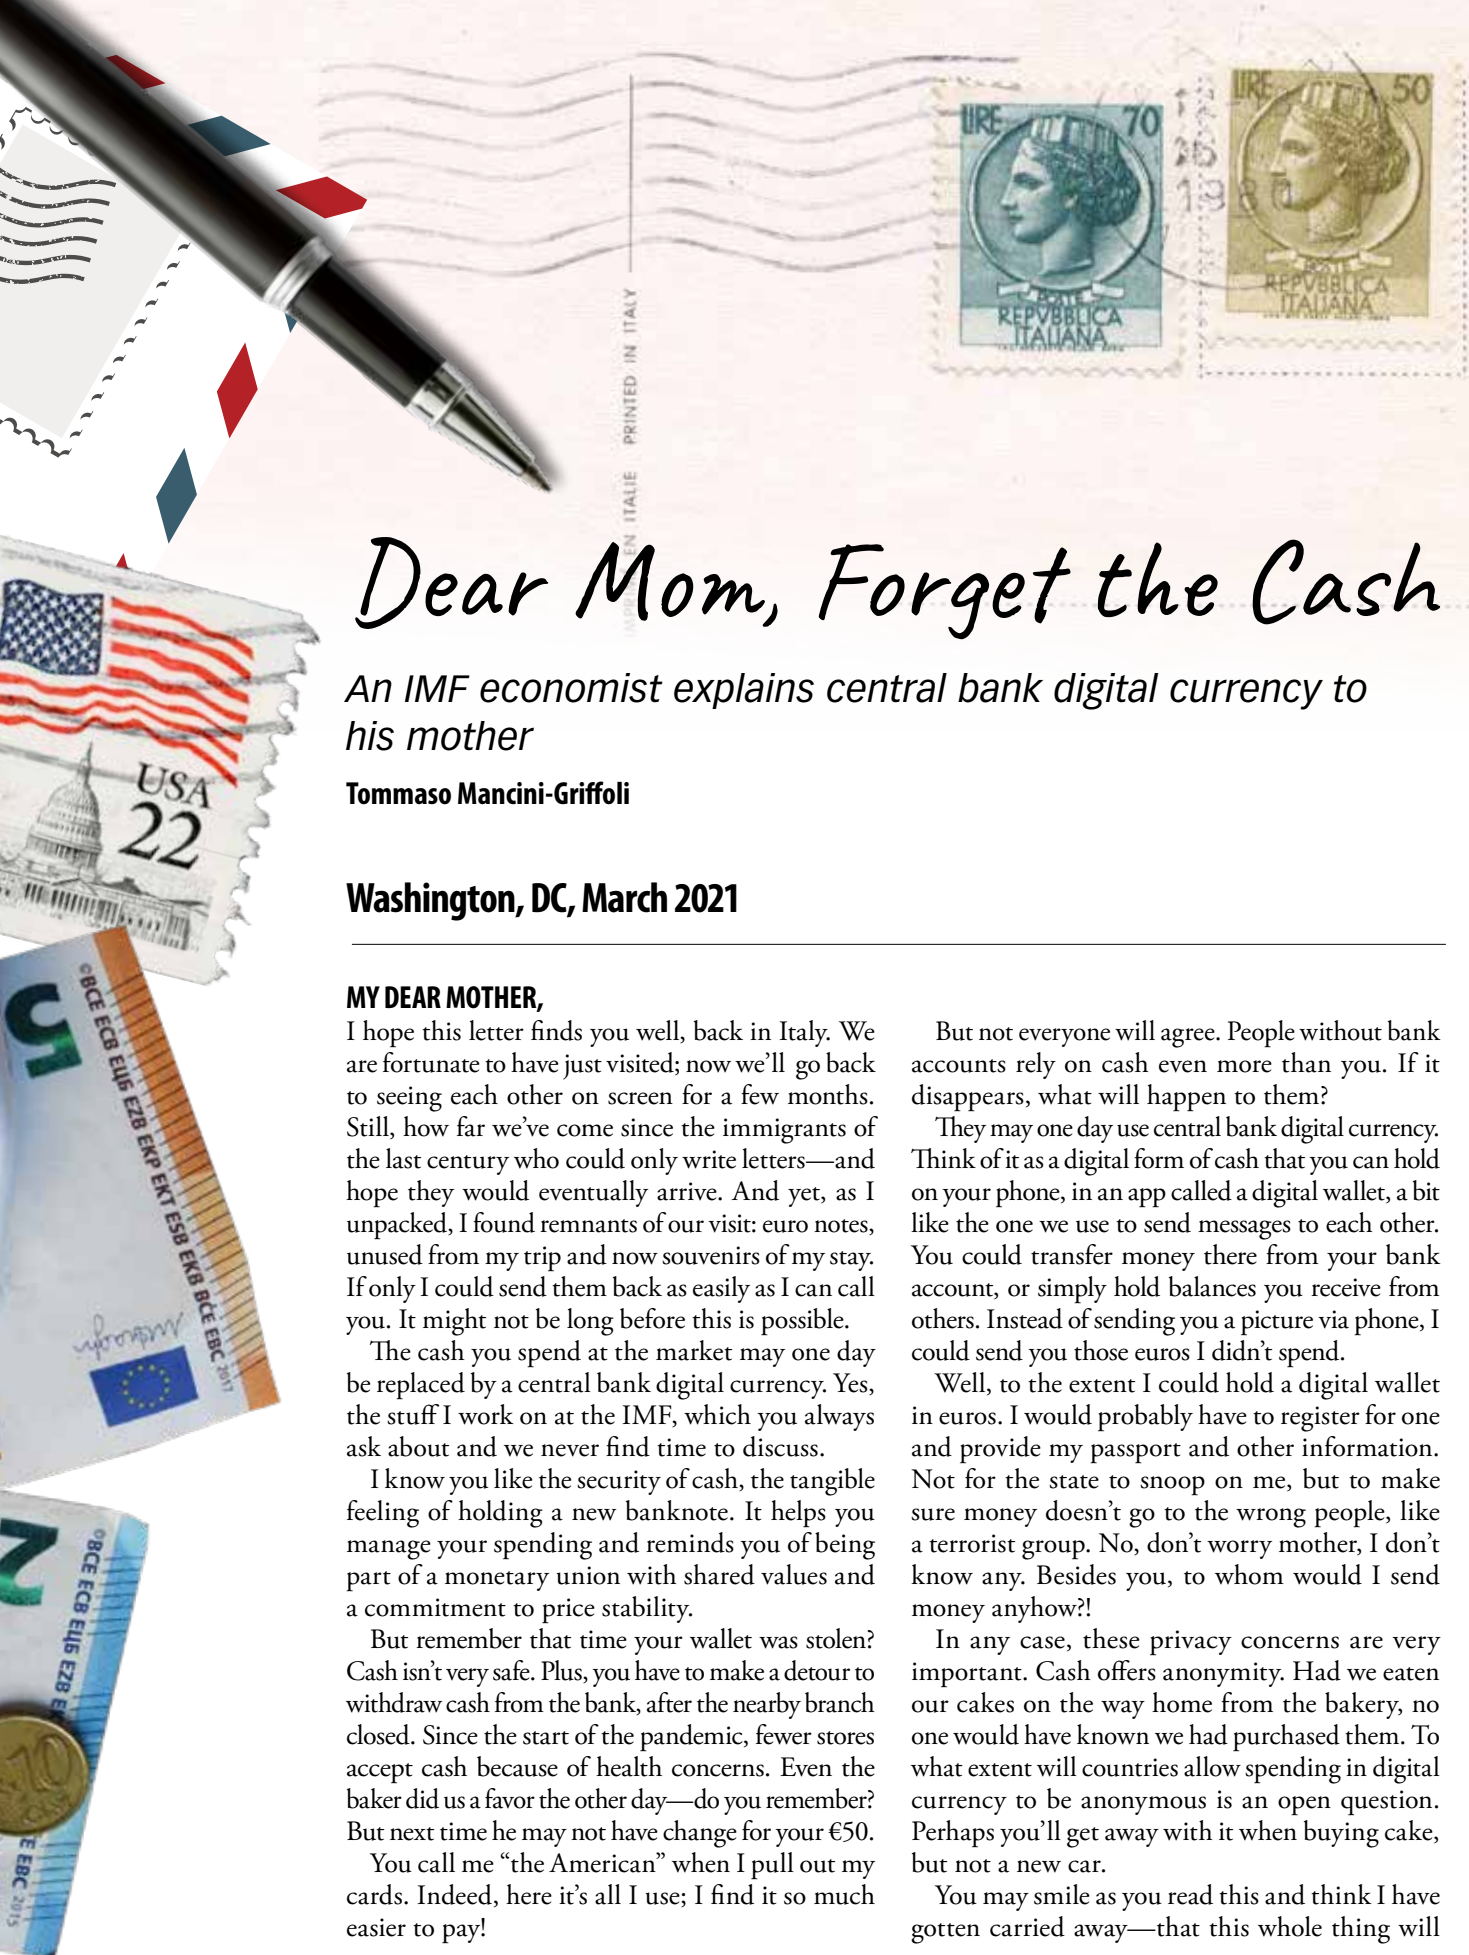 LIRE 70
REPVBBLICA
ITALIANA
LIRE 50
POSTE
REPVBBLICA
ITALIANA
1980
PRINTED IN ITALY
EN ITALIE
Dear Mom, Forget the Cash
An IMF economist explains central bank digital currency to
his mother
Tommaso Mancini-Griffoli
Washington, DC, March 2021
USA
22
5
©BCE ECB ЕЦБ EZB EKP EKT ESB EKB BĊE EBC 2017
2
©BCE ECB ЕЦБ EZB
E EBC 2015
10
MY DEAR MOTHER,
I hope this letter finds you well, back in Italy. We
are fortunate to have just visited; now we'll go back
to seeing each other on screen for a few months.
Still, how far we've come since the immigrants of
the last century who could only write letters—and
hope they would eventually arrive. And yet, as I
unpacked, I found remnants of our visit: euro notes,
unused from my trip and now souvenirs of my stay.
If only I could send them back as easily as I can call
you. It might not be long before this is possible.
The cash you spend at the market may one day
be replaced by a central bank digital currency. Yes,
the stuff I work on at the IMF, which you always
ask about and we never find time to discuss.
I know you like the security of cash, the tangible
feeling of holding a new banknote. It helps you
manage your spending and reminds you of being
part of a monetary union with shared values and
a commitment to price stability.
But remember that time your wallet was stolen?
Cash isn't very safe. Plus, you have to make a detour to
withdraw cash from the bank, after the nearby branch
closed. Since the start of the pandemic, fewer stores
accept cash because of health concerns. Even the
baker did us a favor the other day—do you remember?
But next time he may not have change for your €50.
You call me “the American” when I pull out my
cards. Indeed, here it's all I use; I find it so much
easier to pay!
But not everyone will agree. People without bank
accounts rely on cash even more than you. If it
disappears, what will happen to them?
They may one day use central bank digital currency.
Think of it as a digital form of cash that you can hold
on your phone, in an app called a digital wallet, a bit
like the one we use to send messages to each other.
You could transfer money there from your bank
account, or simply hold balances you receive from
others. Instead of sending you a picture via phone, I
could send you those euros I didn't spend.
Well, to the extent I could hold a digital wallet
in euros. I would probably have to register for one
and provide my passport and other information.
Not for the state to snoop on me, but to make
sure money doesn't go to the wrong people, like
a terrorist group. No, don't worry mother, I don't
know any. Besides you, to whom would I send
money anyhow?!
In any case, these privacy concerns are very
important. Cash offers anonymity. Had we eaten
our cakes on the way home from the bakery, no
one would have known we had purchased them. To
what extent will countries allow spending in digital
currency to be anonymous is an open question.
Perhaps you'll get away with it when buying cake,
but not a new car.
You may smile as you read this and think I have
gotten carried away—that this whole thing will